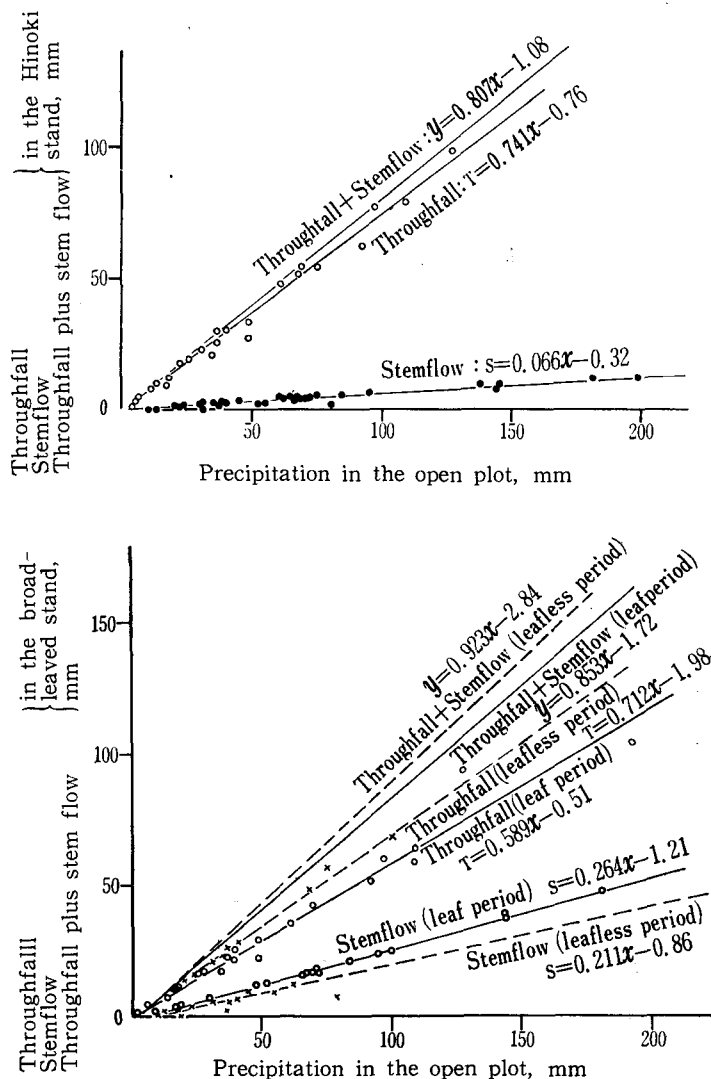 Throughfall
Stemflow
Throughfall plus stem flow
} in the Hinoki
stand, mm
100
50
0
Throughtall+Stemflow : y=0.807x−1.08
Throughfall: T=0.741x−0.76
Stemflow : s=0.066x−0.32
50
100
150
200
Precipitation in the open plot, mm
Throughfalll
Stemflow
Throughfall plus stem flow
} in the broad-
leaved stand,
mm
150
100
50
0
y=0.923x−2.84
Throughfall+Stemflow (leafless period)
Throughfall+Stemflow (leafperiod)
y=0.853x−1.72
Throughfall(leafless period)
T=0.712x−1.98
Throughfall(leaf period)
T=0.589x−0.51
Stemflow (leaf period) s=0.264x−1.21
Stemflow (leafless period)
s=0.211x−0.86
50
100
150
200
Precipitation in the open plot, mm